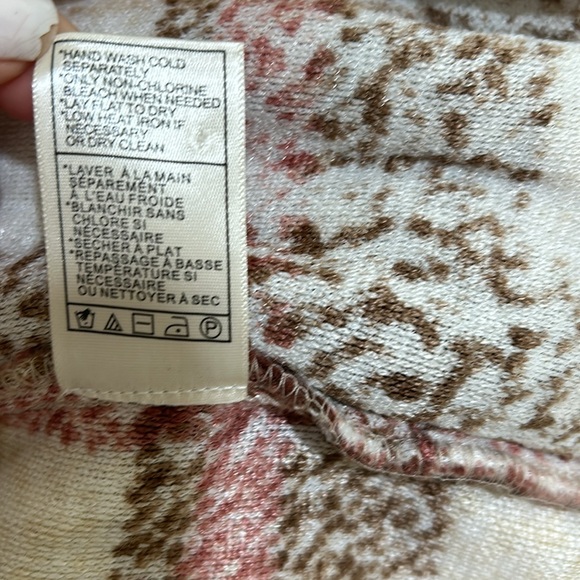 *HAND WASH COLD
SEPARATELY
*ONLY NON-CHLORINE
BLEACH WHEN NEEDED
*LAY FLAT TO DRY
*LOW HEAT IRON IF
NECESSARY
OR DRY CLEAN
*LAVER À LA MAIN
SÉPAREMENT
À L'EAU FROIDE
*BLANCHIR SANS
CHLORE SI
NÉCESSAIRE
*SECHER À PLAT
*REPASSAGE À BASSE
TEMPÉRATURE SI
NÉCESSAIRE
OU NETTOYER À SEC
P